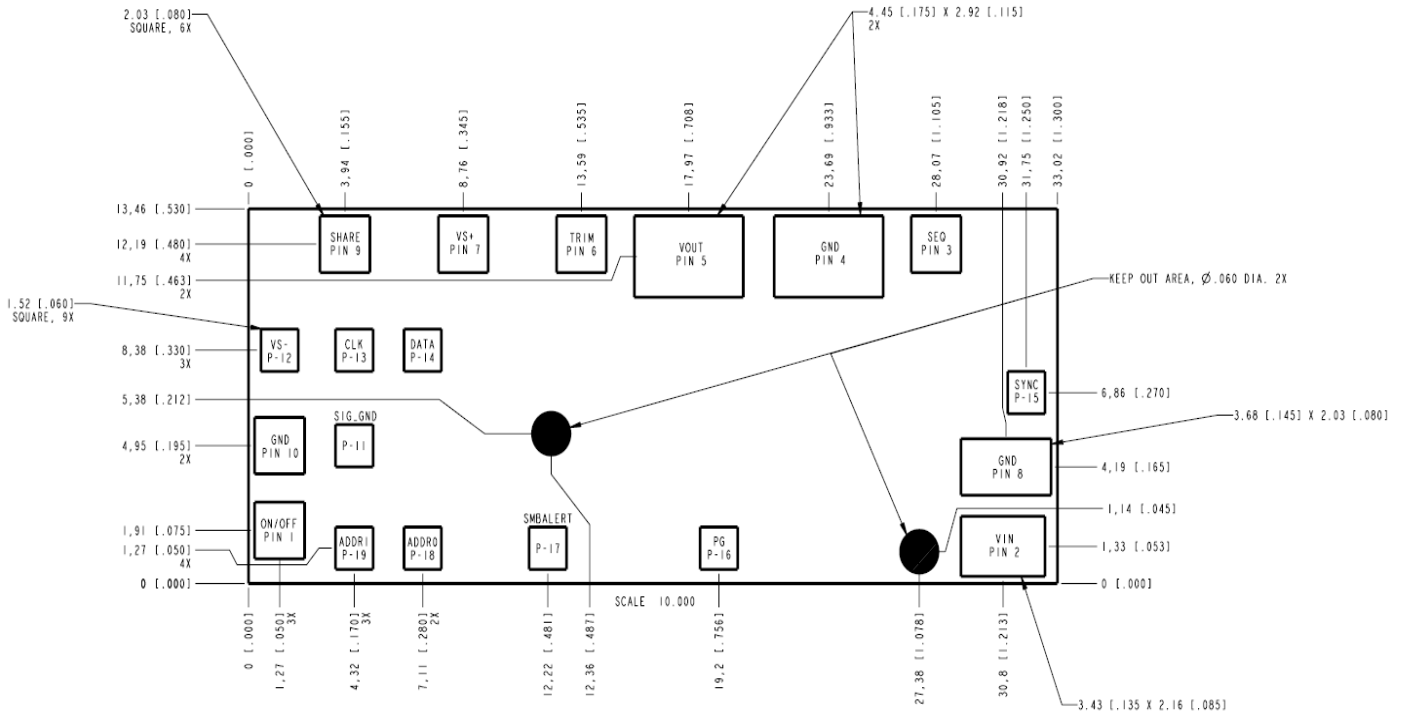 2.03 [.080]
SQUARE, 6X
4.45 [.175] X 2.92 [.115]
2X
0 [.000]
3,94 [.155]
8,76 [.345]
13,59 [.535]
17,97 [.708]
23,69 [.933]
28,07 [1.105]
30,92 [1.218]
31,75 [1.250]
33,02 [1.300]
13,46 [.530]
12,19 [.480]
4X
11,75 [.463]
2X
SHARE
PIN 9
VS+
PIN 7
TRIM
PIN 6
VOUT
PIN 5
GND
PIN 4
SEQ
PIN 3
KEEP OUT AREA, Ø.060 DIA. 2X
1.52 [.060]
SQUARE, 9X
8,38 [.330]
3X
VS-
P-12
CLK
P-13
DATA
P-14
5,38 [.212]
SYNC
P-15
6,86 [.270]
3.68 [.145] X 2.03 [.080]
4,95 [.195]
2X
GND
PIN 10
SIG_GND
P-11
GND
PIN 8
4,19 [.165]
1,14 [.045]
1,91 [.075]
1,27 [.050]
4X
ON/OFF
PIN 1
ADDR1
P-19
ADDR0
P-18
SMBALERT
P-17
PG
P-16
VIN
PIN 2
1,33 [.053]
0 [.000]
0 [.000]
SCALE 10.000
0 [.000]
1,27 [.050]
3X
4,32 [.170]
3X
7,11 [.280]
2X
12,22 [.481]
12,36 [.487]
19,2 [.756]
27,38 [1.078]
30,8 [1.213]
3.43 [.135 X 2.16 [.085]